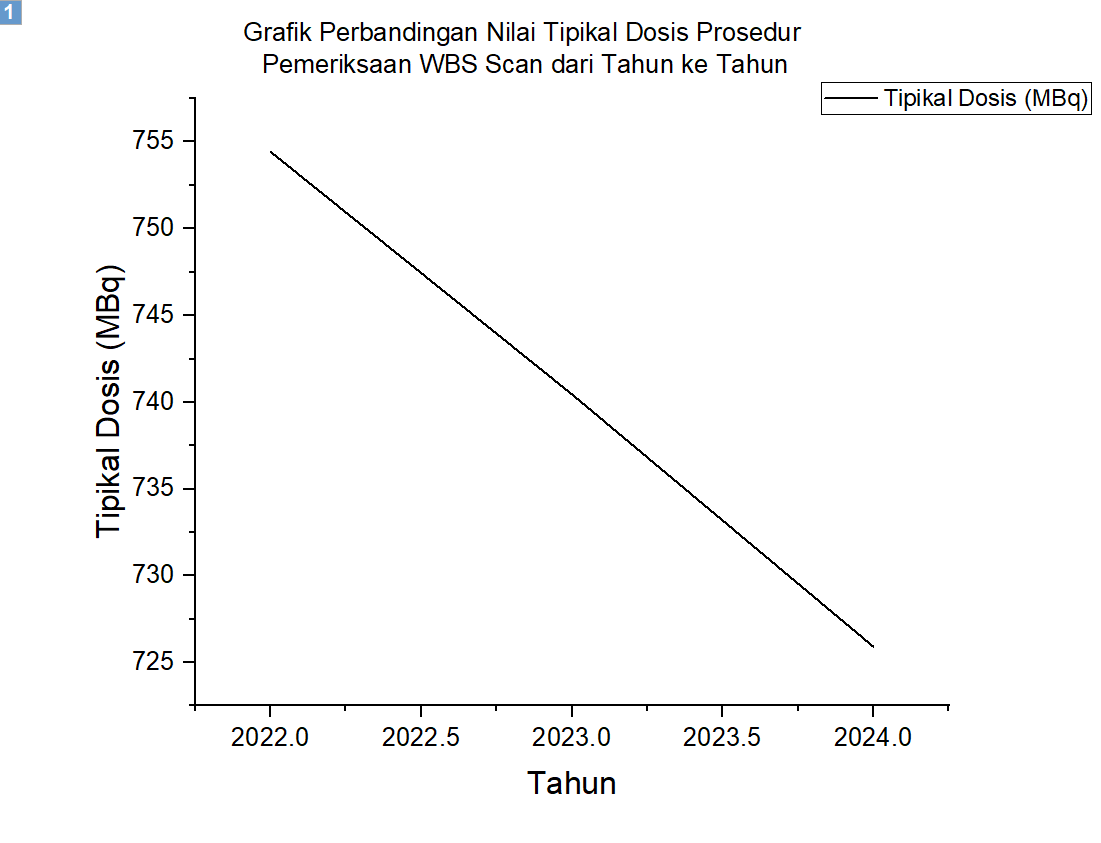 1
Grafik Perbandingan Nilai Tipikal Dosis Prosedur
Pemeriksaan WBS Scan dari Tahun ke Tahun
Tipikal Dosis (MBq)
755
750
745
740
735
730
725
Tipikal Dosis (MBq)
2022.0 2022.5 2023.0 2023.5 2024.0
Tahun